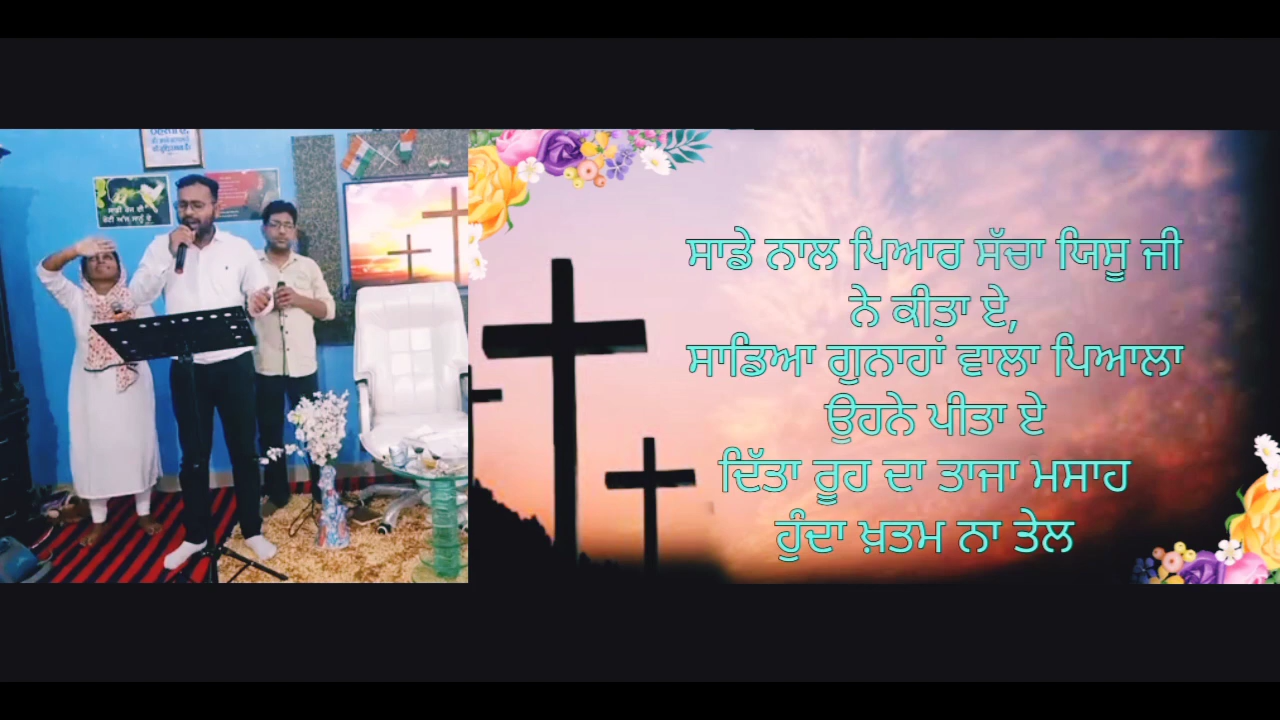 ਸਾਡੇ ਨਾਲ ਪਿਆਰ ਸੱਚਾ ਯਿਸੂ ਜੀ
ਨੇ ਕੀਤਾ ਏ,
ਸਾਡਿਆ ਗੁਨਾਹਾਂ ਵਾਲਾ ਪਿਆਲਾ
ਉਹਨੇ ਪੀਤਾ ਏ
ਦਿੱਤਾ ਰੂਹ ਦਾ ਤਾਜਾ ਮਸਾਹ
ਹੁੰਦਾ ਖ਼ਤਮ ਨਾ ਤੇਲ